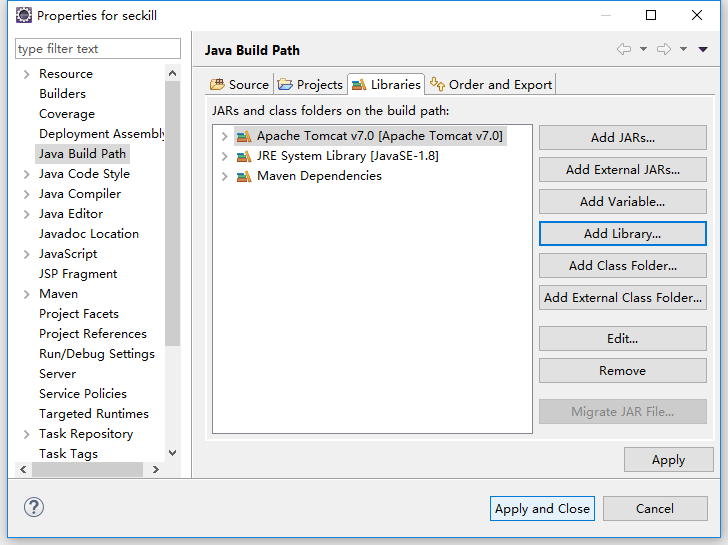 Properties for seckill
type filter text
Resource
Builders
Coverage
Deployment Assembly
Java Build Path
Java Code Style
Java Compiler
Java Editor
Javadoc Location
JavaScript
JSP Fragment
Maven
Project Facets
Project References
Run/Debug Settings
Server
Service Policies
Targeted Runtimes
Task Repository
Task Tags
Java Build Path
Source
Projects
Libraries
Order and Export
JARs and class folders on the build path:
Apache Tomcat v7.0 [Apache Tomcat v7.0]
JRE System Library [JavaSE-1.8]
Maven Dependencies
Add JARs...
Add External JARs...
Add Variable...
Add Library...
Add Class Folder...
Add External Class Folder...
Edit...
Remove
Migrate JAR File...
Apply
Apply and Close
Cancel